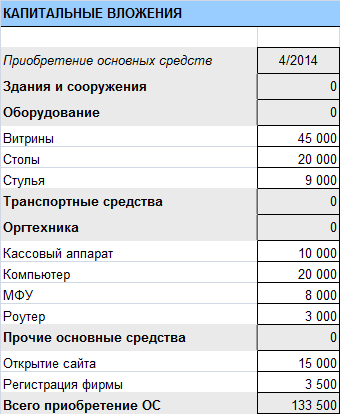 КАПИТАЛЬНЫЕ ВЛОЖЕНИЯ
Приобретение основных средств 4/2014
Здания и сооружения 0
Оборудование 0
Витрины 45 000
Столы 20 000
Стулья 9 000
Транспортные средства 0
Оргтехника 0
Кассовый аппарат 10 000
Компьютер 20 000
МФУ 8 000
Роутер 3 000
Прочие основные средства 0
Открытие сайта 15 000
Регистрация фирмы 3 500
Всего приобретение ОС 133 500